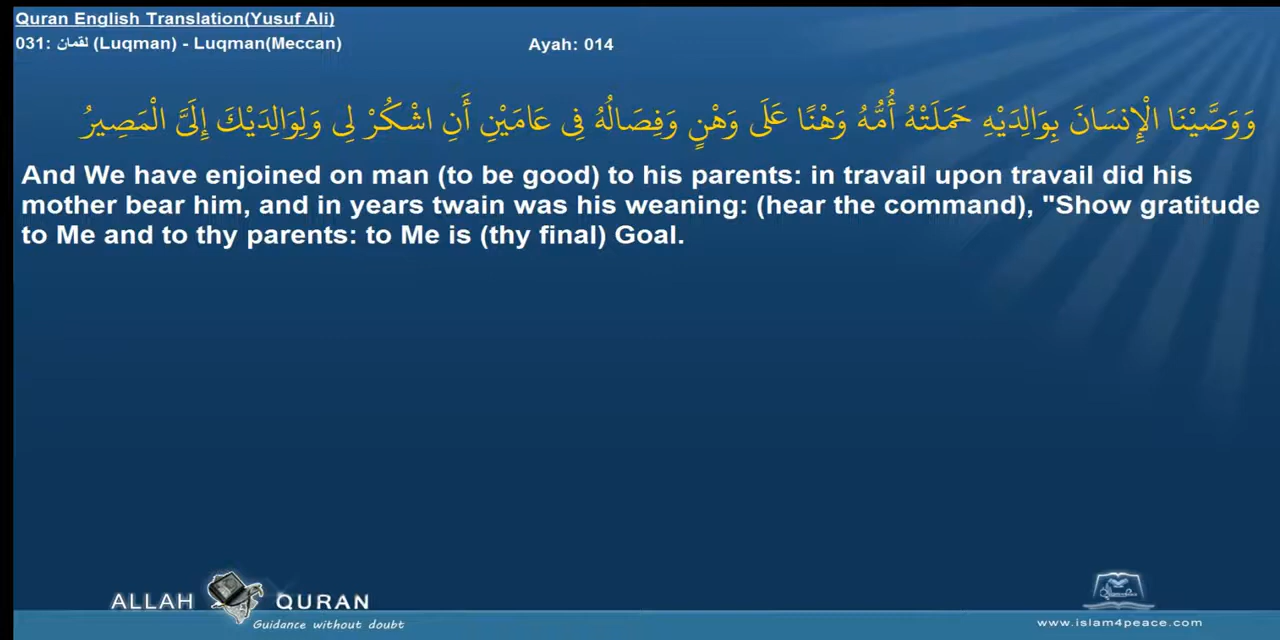 Quran English Translation(Yusuf Ali)
031: لقمان (Luqman) - Luqman(Meccan) Ayah: 014
وَوَصَّيْنَا الْإِنسَانَ بِوَالِدَيْهِ حَمَلَتْهُ أُمُّهُ وَهْنًا عَلَى وَهْنٍ وَفِصَالُهُ فِي عَامَيْنِ أَنِ اشْكُرْ لِي وَلِوَالِدَيْكَ إِلَيَّ الْمَصِيرُ
And We have enjoined on man (to be good) to his parents: in travail upon travail did his
mother bear him, and in years twain was his weaning: (hear the command), "Show gratitude
to Me and to thy parents: to Me is (thy final) Goal.
ALLAH QURAN
Guidance without doubt
www.islam4peace.com